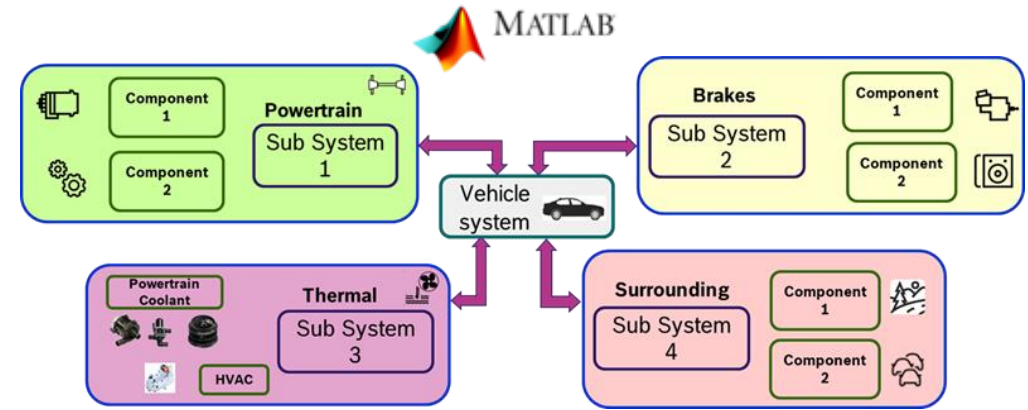 MATLAB
Component
1
Powertrain
Sub System
1
Component
2
Brakes
Sub System
2
Component
1
Component
2
Vehicle
system
Powertrain
Coolant
Thermal
Sub System
3
HVAC
Surrounding
Sub System
4
Component
1
Component
2